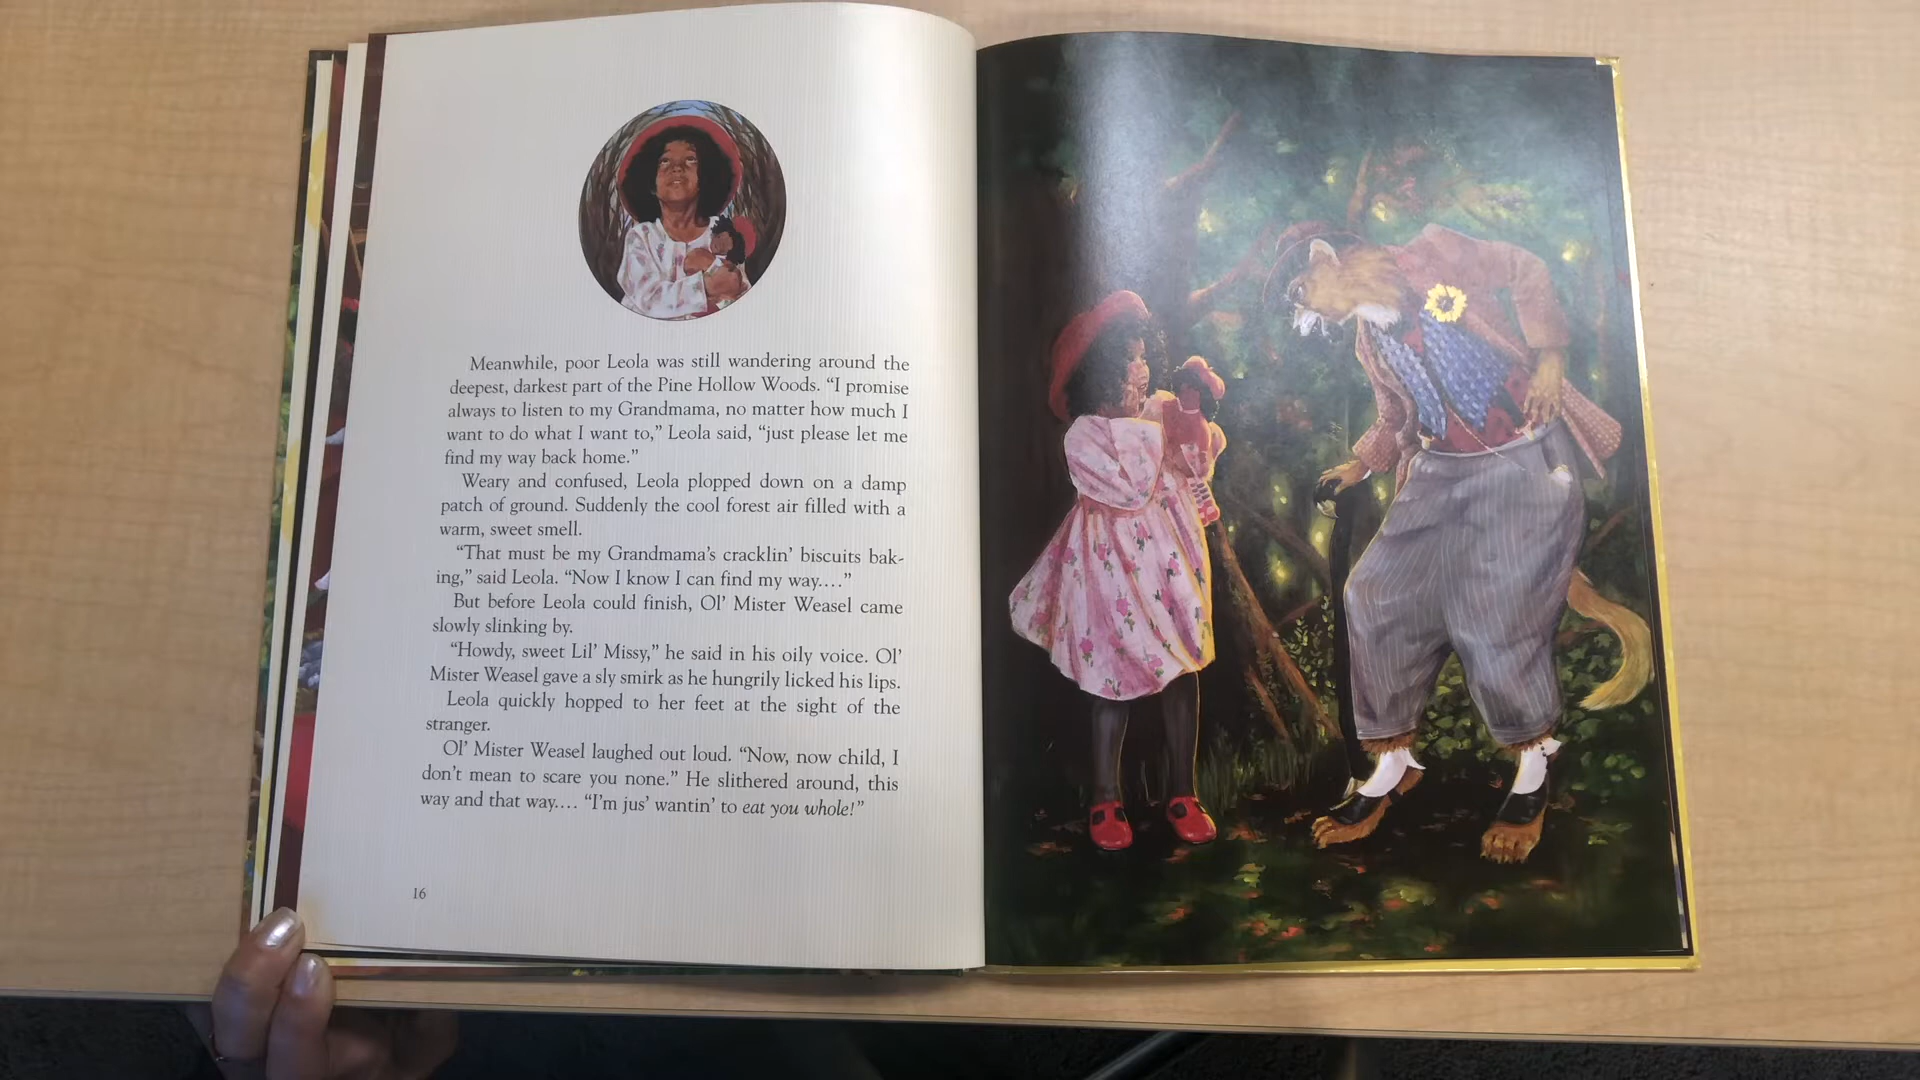 Meanwhile, poor Leola was still wandering around the
deepest, darkest part of the Pine Hollow Woods. “I promise
always to listen to my Grandmama, no matter how much I
want to do what I want to,” Leola said, “just please let me
find my way back home.”
Weary and confused, Leola plopped down on a damp
patch of ground. Suddenly the cool forest air filled with a
warm, sweet smell.
“That must be my Grandmama’s cracklin’ biscuits bak-
ing,” said Leola. “Now I know I can find my way....”
But before Leola could finish, Ol’ Mister Weasel came
slowly slinking by.
“Howdy, sweet Lil’ Missy,” he said in his oily voice. Ol’
Mister Weasel gave a sly smirk as he hungrily licked his lips.
Leola quickly hopped to her feet at the sight of the
stranger.
Ol’ Mister Weasel laughed out loud. “Now, now child, I
don’t mean to scare you none.” He slithered around, this
way and that way.... “I’m jus’ wantin’ to eat you whole!”
16